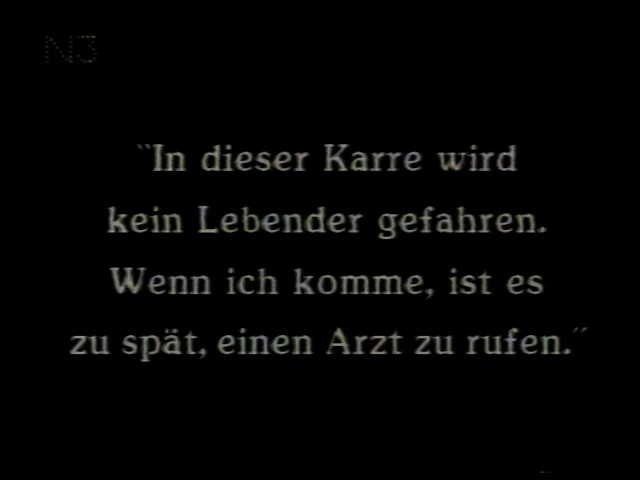 N3
``In dieser Karre wird
kein Lebender gefahren.
Wenn ich komme, ist es
zu spät, einen Arzt zu rufen.´´